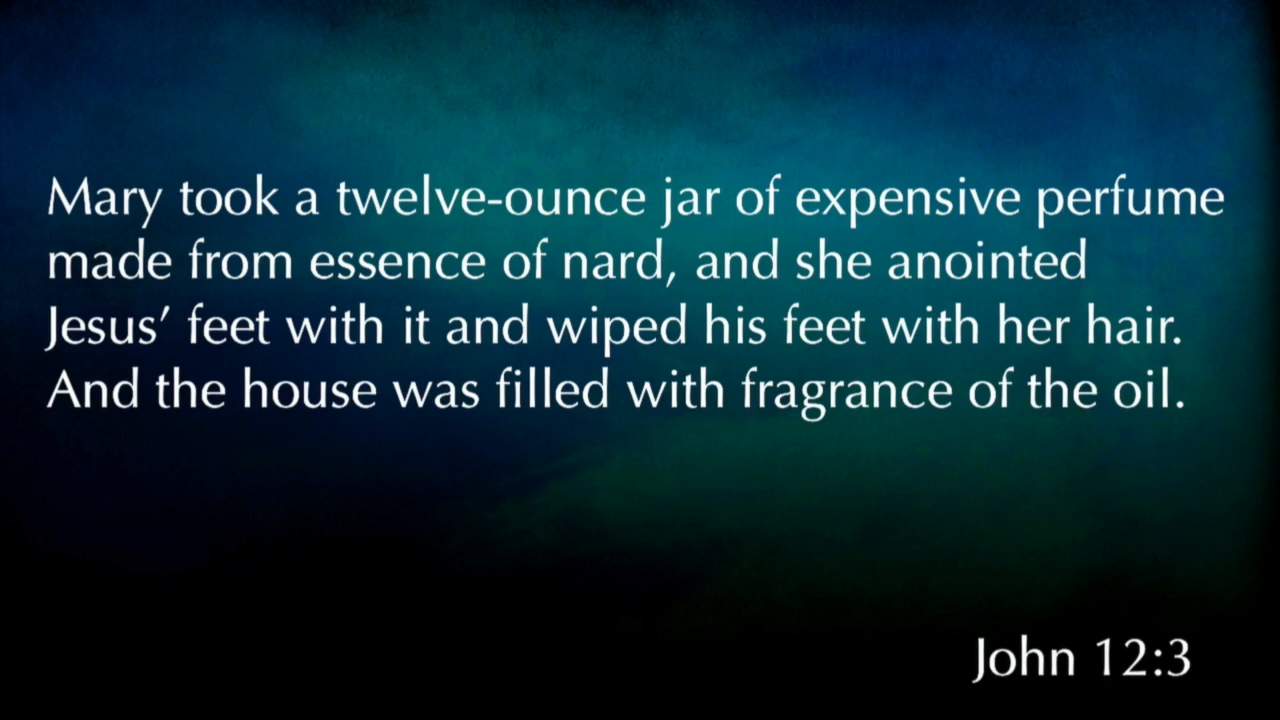 Mary took a twelve-ounce jar of expensive perfume
made from essence of nard, and she anointed
Jesus’ feet with it and wiped his feet with her hair.
And the house was filled with fragrance of the oil.
John 12:3